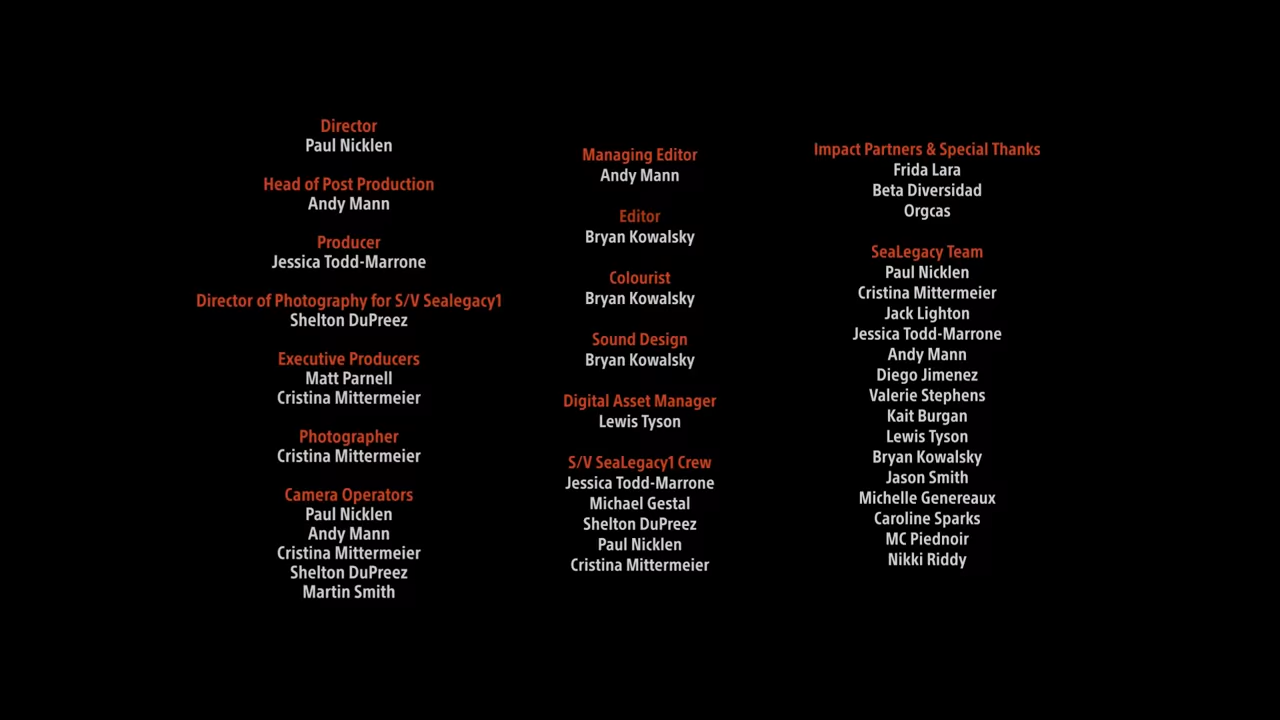 Director
Paul Nicklen
Head of Post Production
Andy Mann
Producer
Jessica Todd-Marrone
Director of Photography for S/V Sealegacy1
Shelton DuPreez
Executive Producers
Matt Parnell
Cristina Mittermeier
Photographer
Cristina Mittermeier
Camera Operators
Paul Nicklen
Andy Mann
Cristina Mittermeier
Shelton DuPreez
Martin Smith
Managing Editor
Andy Mann
Editor
Bryan Kowalsky
Colourist
Bryan Kowalsky
Sound Design
Bryan Kowalsky
Digital Asset Manager
Lewis Tyson
S/V SeaLegacy1 Crew
Jessica Todd-Marrone
Michael Gestal
Shelton DuPreez
Paul Nicklen
Cristina Mittermeier
Impact Partners & Special Thanks
Frida Lara
Beta Diversidad
Orgcas
SeaLegacy Team
Paul Nicklen
Cristina Mittermeier
Jack Lighton
Jessica Todd-Marrone
Andy Mann
Diego Jimenez
Valerie Stephens
Kait Burgan
Lewis Tyson
Bryan Kowalsky
Jason Smith
Michelle Genereaux
Caroline Sparks
MC Piednoir
Nikki Riddy